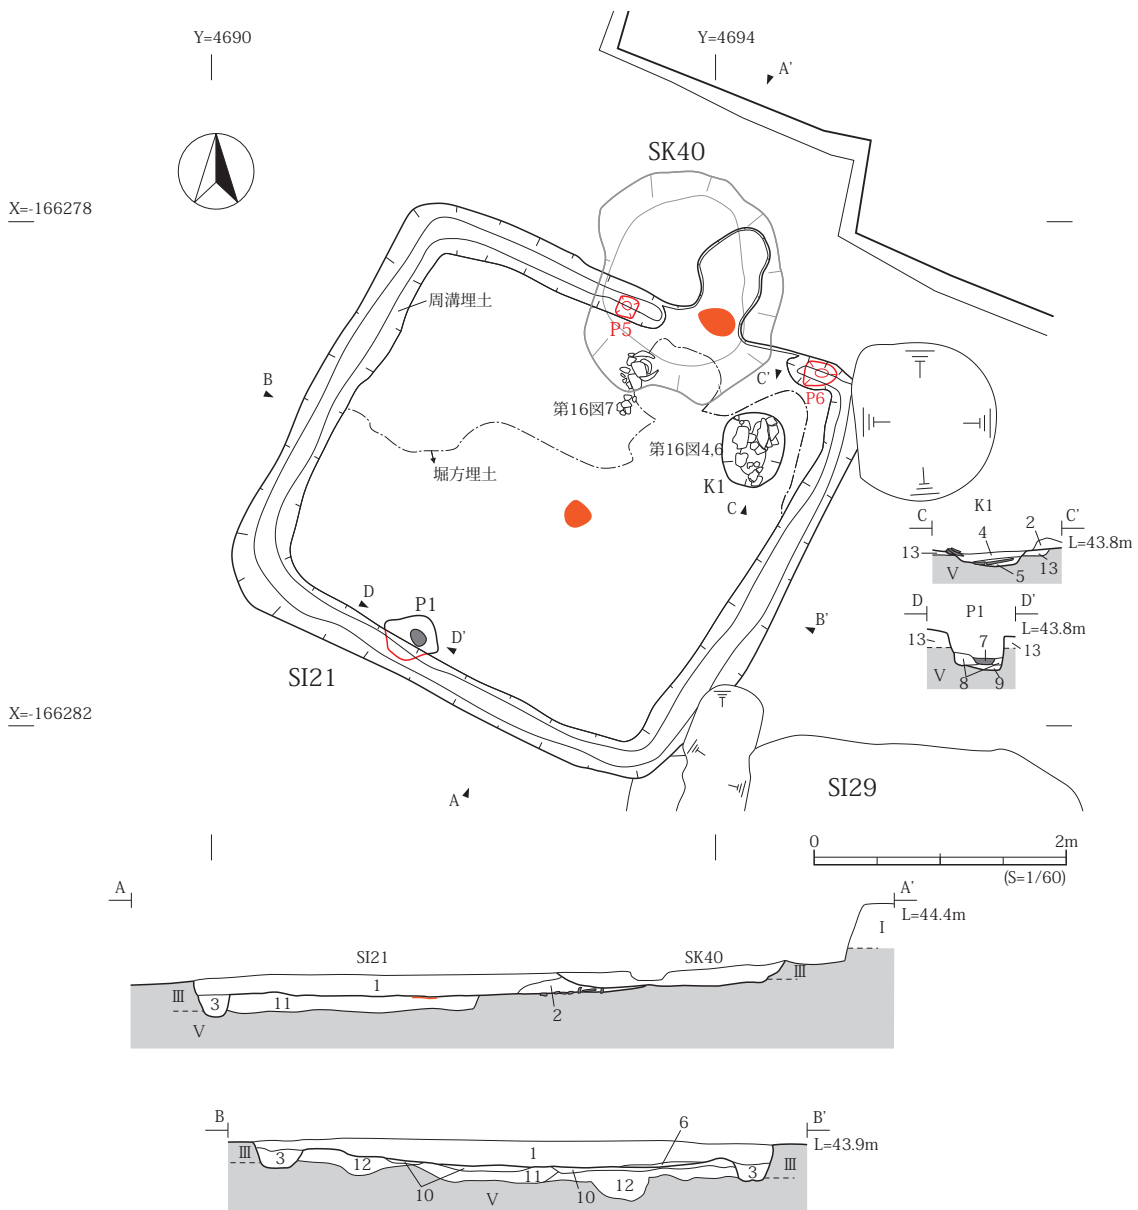 Y=4690
Y=4694
A'
SK40
X=-166278
周溝埋土
P5
P6
C'
B
第16図7
第16図4,6
K1
堀方埋土
C
K1
C
C'
2
4
L=43.8m
13
13
V
5
D
P1
D'
D
P1
D'
B'
L=43.8m
13
7
13
V
8
9
SI21
X=-166282
SI29
A
0
2m
(S=1/60)
A
A'
L=44.4m
I
SI21
SK40
III
1
III
3
11
2
V
B
B'
6
L=43.9m
III
1
III
3
12
3
11
10
10
12
V